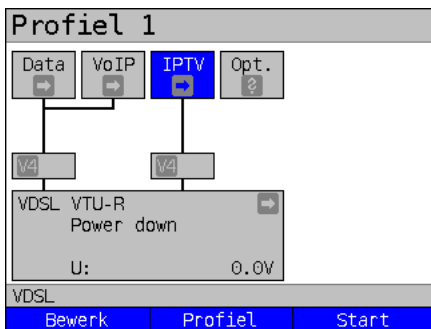 Profiel 1
Data VoIP IPTV Opt.
?
V4 V4
VDSL VTU-R
Power down
U: 0.0V
VDSL
Bewerk Profiel Start